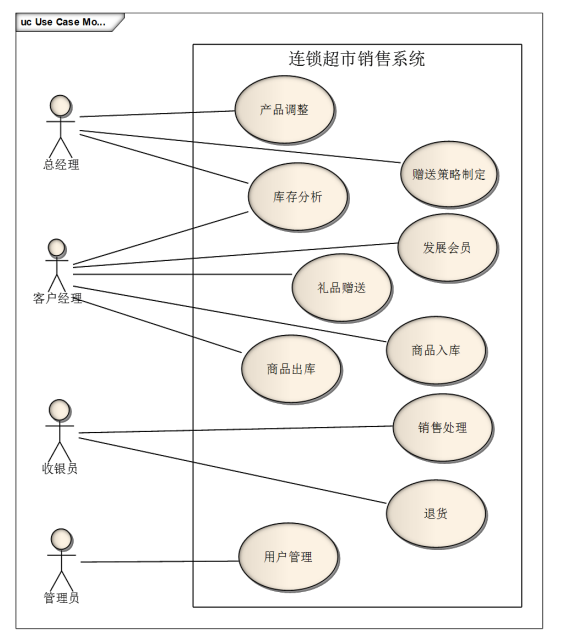 uc Use Case Mo...
连锁超市销售系统
产品调整
总经理
赠送策略制定
库存分析
发展会员
客户经理
礼品赠送
商品入库
商品出库
销售处理
收银员
退货
用户管理
管理员